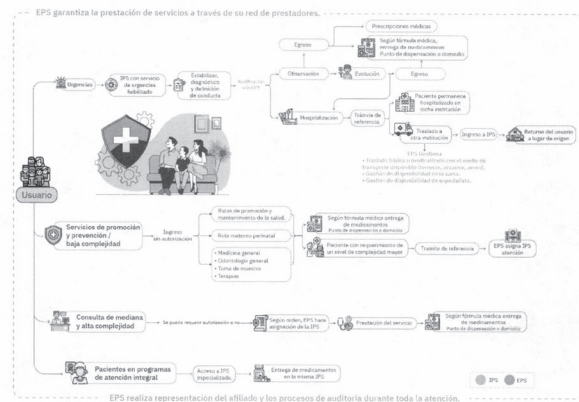 EPS garantiza la prestación de servicios a través de su red de prestadores.
Prescripciones médicas
Egreso
Según fórmula médica,
entrega de medicamentos
Punto de dispensación o domicilio
Urgencias
IPS con servicio
de urgencias
habilitado
Estabilizar,
diagnóstico
y definición
de conducta
Observación
Evolución
Egreso
Hospitalización
Trámite de
referencia
Paciente permanece
hospitalizado en
dicha institución
Traslado a
otra institución
Ingreso a IPS
Retorno del usuario
a lugar de origen
EPS Gestiona
Usuario
Servicios de promoción
y prevención /
baja complejidad
Ingreso
sin autorización
Rutas de promoción y
mantenimiento de la salud.
Ruta materno perinatal
• Medicina general
• Odontología general
• Toma de muestra
• Terapias
Según fórmula médica entrega
de medicamentos
Punto de dispensación o domicilio
Paciente con requerimiento de
un nivel de complejidad mayor
Trámite de referencia
EPS asigna IPS
atención
Consulta de mediana
y alta complejidad
Se puede requerir autorización o no
Según orden, EPS hace
asignación de la IPS
Prestación del servicio
Según fórmula médica entrega
de medicamentos
Punto de dispensación o domicilio
Pacientes en programas
de atención integral
Acceso a IPS
especializada
Entrega de medicamentos
en la misma IPS
IPS
EPS
EPS realiza representación del afiliado y los procesos de auditoria durante toda la atención.